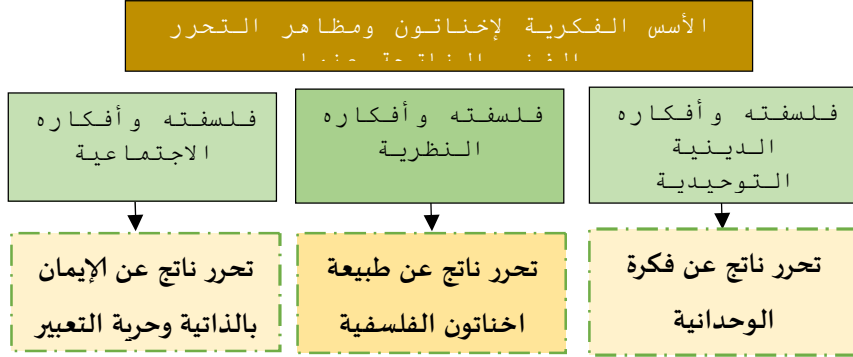 الأسس الفكرية لإخناتون ومظاهر التحرر
فلسفته وأفكاره
الدينية
التوحيدية
فلسفته وأفكاره
النظرية
فلسفته وأفكاره
الاجتماعية
تحرر ناتج عن فكرة
الوحدانية
تحرر ناتج عن طبيعة
اخناتون الفلسفية
تحرر ناتج عن الإيمان
بالذاتية وحرية التعبير